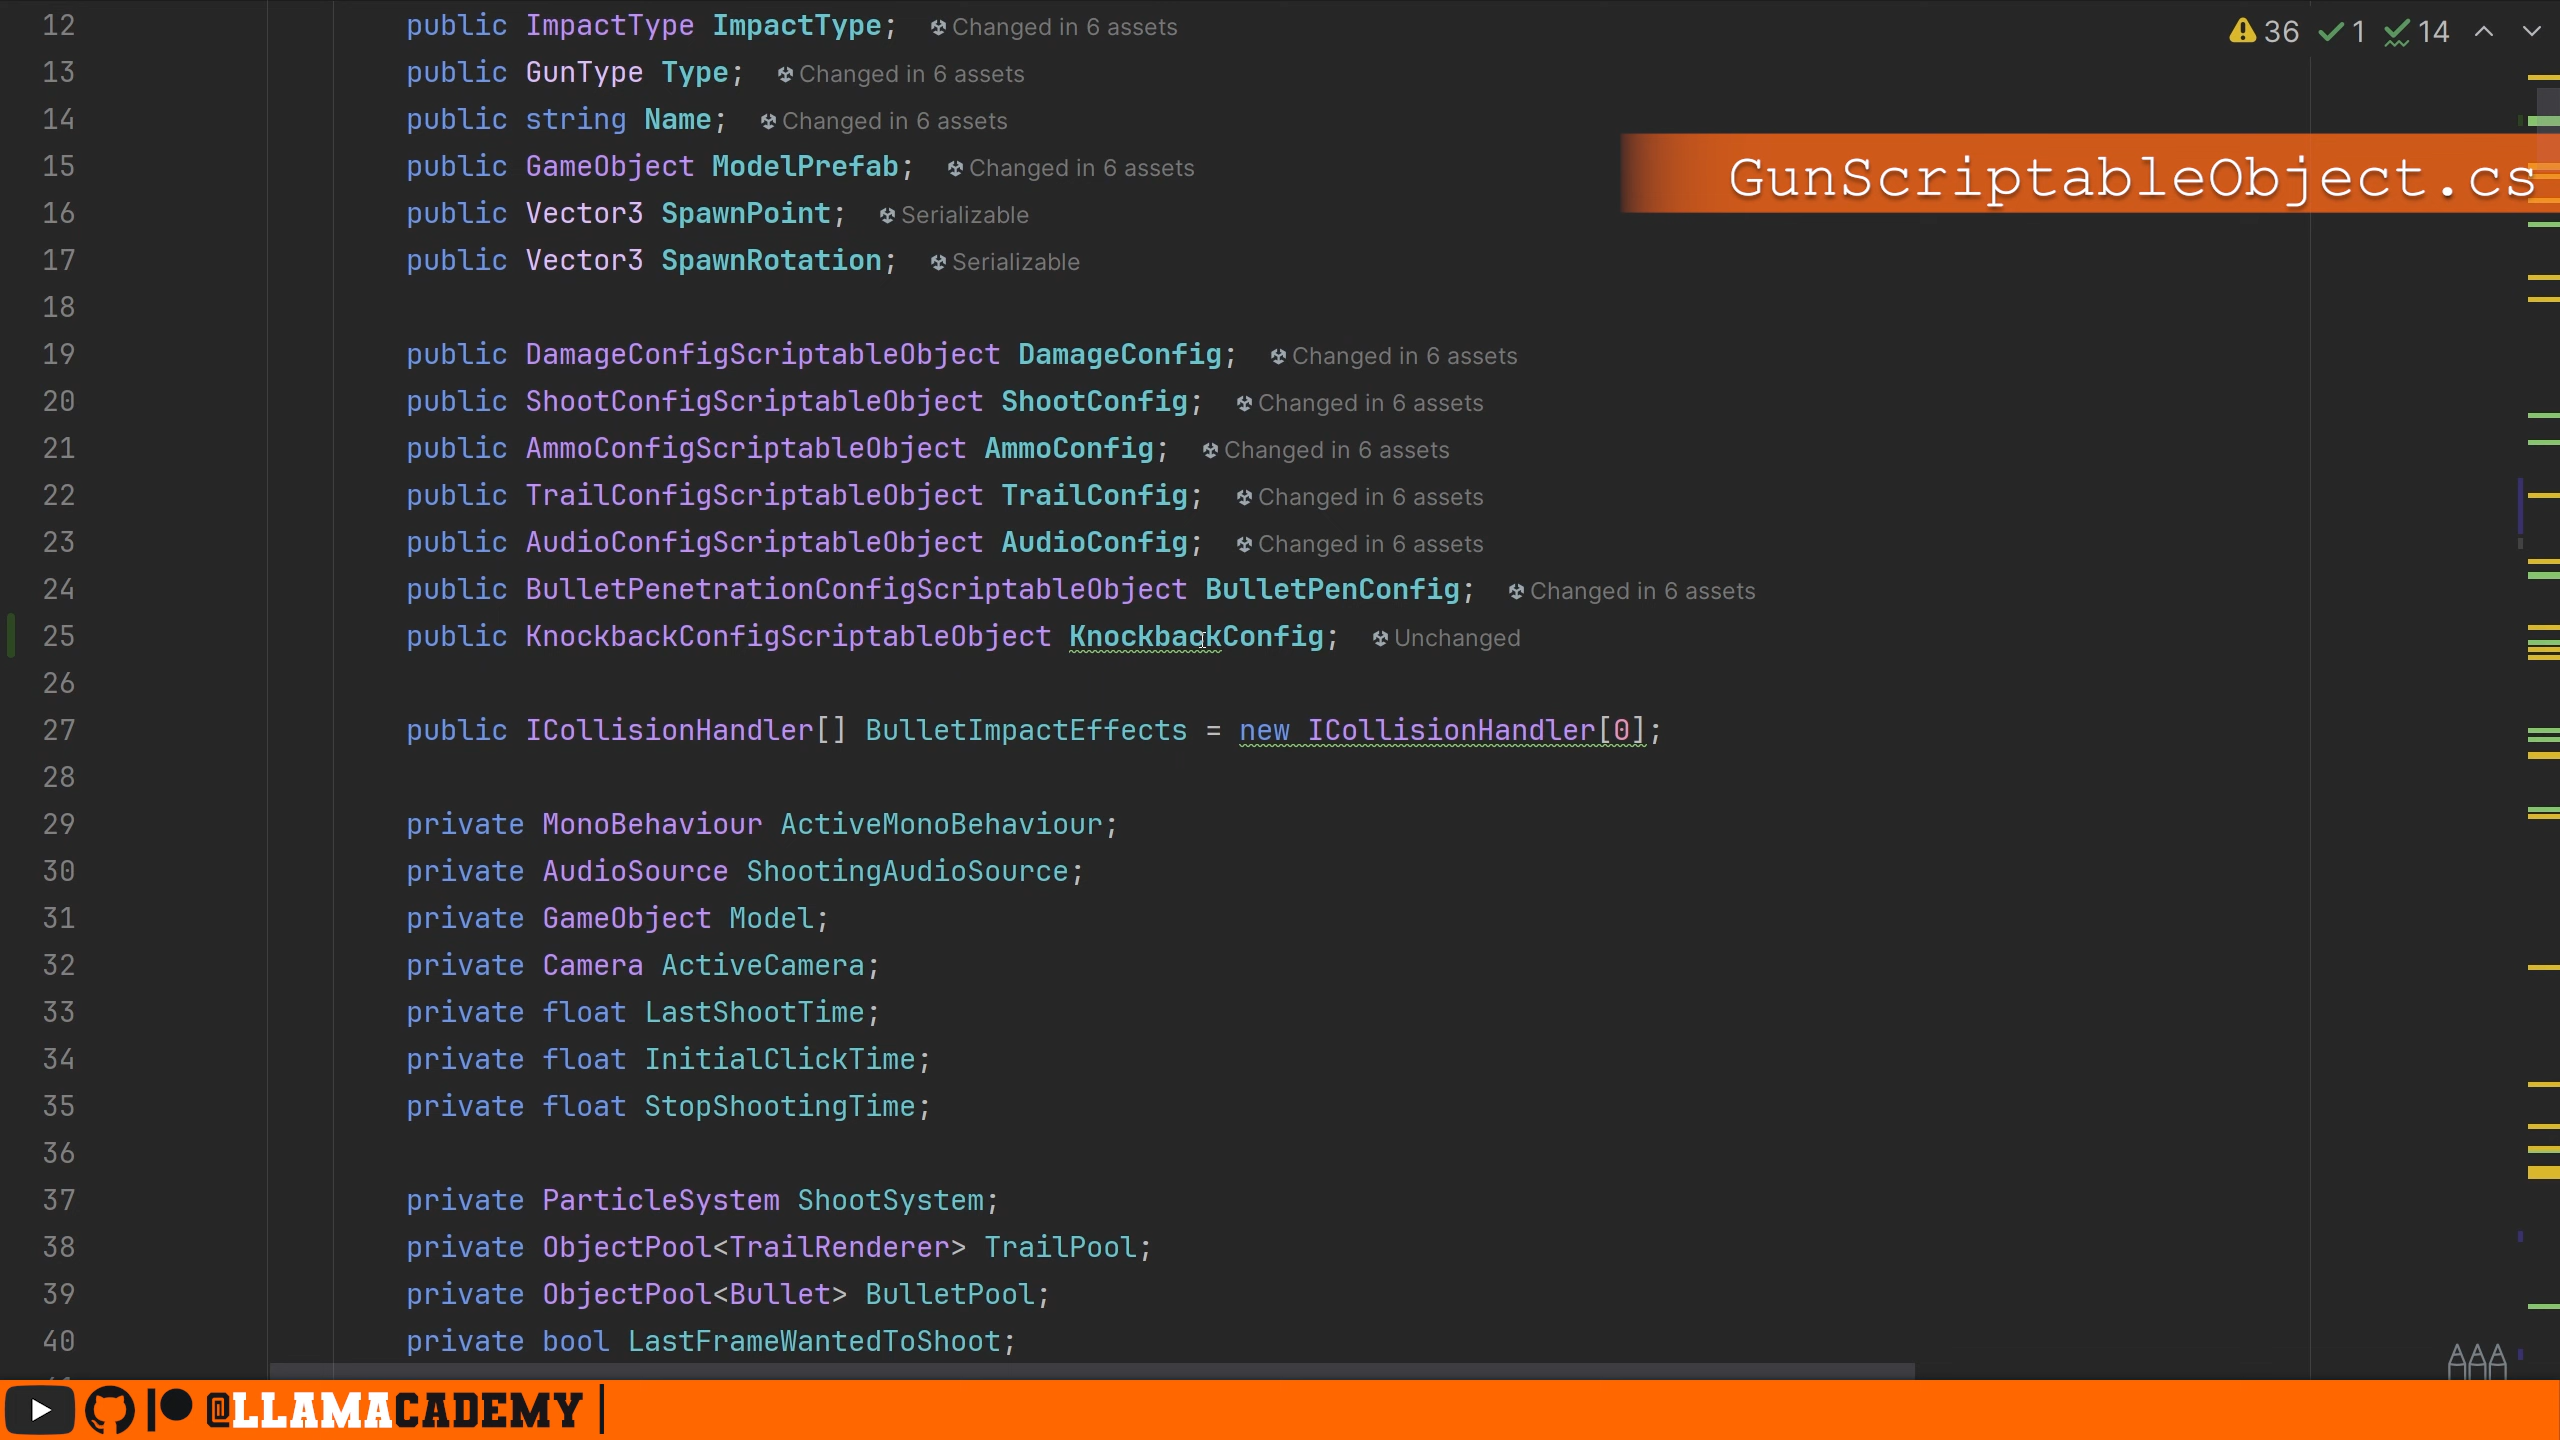 12 public ImpactType ImpactType; Changed in 6 assets
36 1 14
13 public GunType Type; Changed in 6 assets
14 public string Name; Changed in 6 assets
15 public GameObject ModelPrefab; Changed in 6 assets
GunScriptableObject.cs
16 public Vector3 SpawnPoint; Serializable
17 public Vector3 SpawnRotation; Serializable
18
19 public DamageConfigScriptableObject DamageConfig; Changed in 6 assets
20 public ShootConfigScriptableObject ShootConfig; Changed in 6 assets
21 public AmmoConfigScriptableObject AmmoConfig; Changed in 6 assets
22 public TrailConfigScriptableObject TrailConfig; Changed in 6 assets
23 public AudioConfigScriptableObject AudioConfig; Changed in 6 assets
24 public BulletPenetrationConfigScriptableObject BulletPenConfig; Changed in 6 assets
25 public KnockbackConfigScriptableObject KnockbackConfig; Unchanged
26
27 public ICollisionHandler[] BulletImpactEffects = new ICollisionHandler[0];
28
29 private MonoBehaviour ActiveMonoBehaviour;
30 private AudioSource ShootingAudioSource;
31 private GameObject Model;
32 private Camera ActiveCamera;
33 private float LastShootTime;
34 private float InitialClickTime;
35 private float StopShootingTime;
36
37 private ParticleSystem ShootSystem;
38 private ObjectPool<TrailRenderer> TrailPool;
39 private ObjectPool<Bullet> BulletPool;
40 private bool LastFrameWantedToShoot;
@LLAMACADEMY |